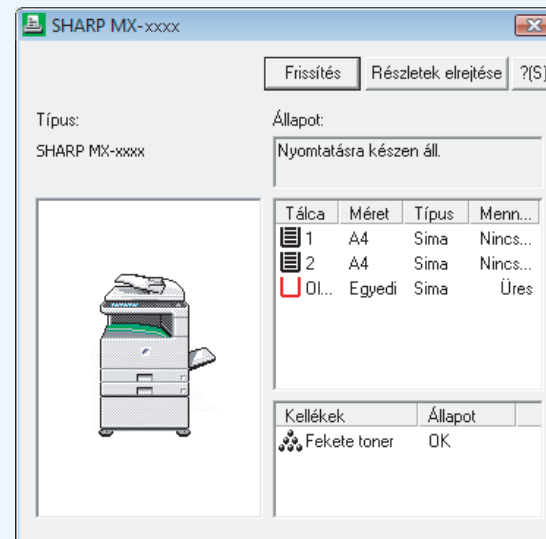 SHARP MX-xxxx
Frissítés Részletek elrejtése ?(S)
Típus: Állapot:
SHARP MX-xxxx Nyomtatásra készen áll.
Tálca Méret Típus Menn...
1 A4 Sima Nincs...
2 A4 Sima Nincs...
Ol... Egyedi Sima Üres
Kellékek Állapot
Fekete toner OK